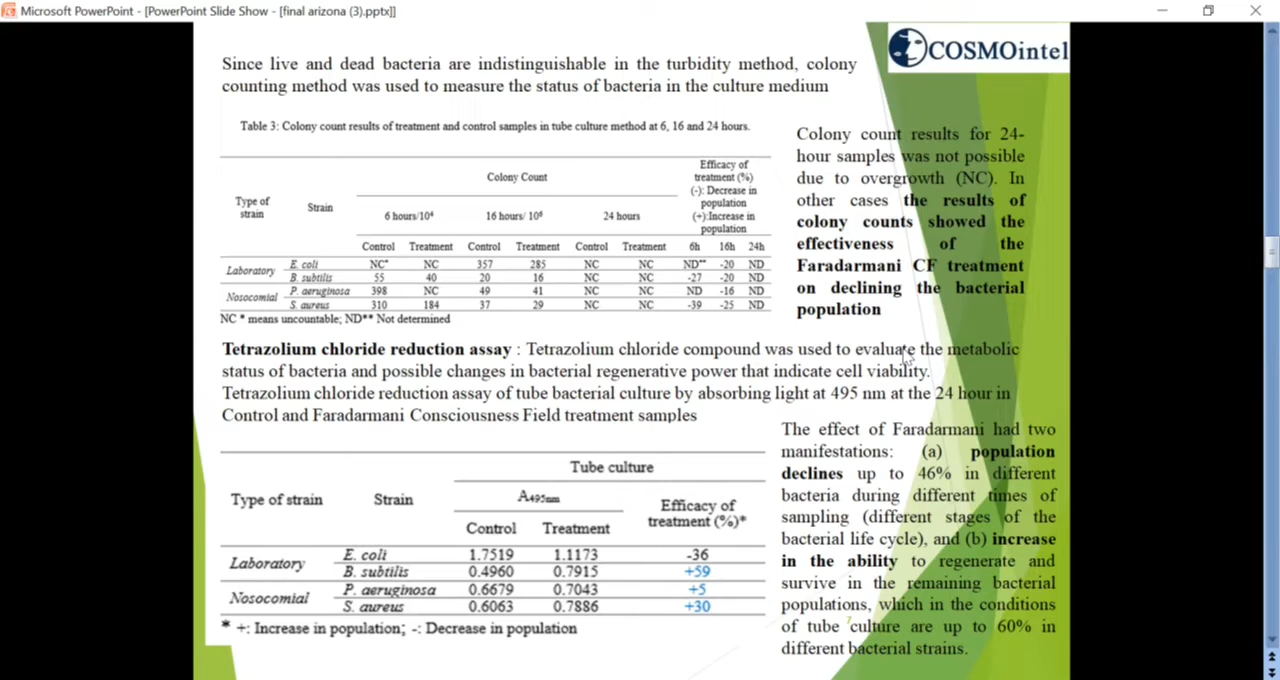 Microsoft PowerPoint - [PowerPoint Slide Show - [final arizona (3).pptx]]
COSMOintel
Since live and dead bacteria are indistinguishable in the turbidity method, colony
counting method was used to measure the status of bacteria in the culture medium
Table 3: Colony count results of treatment and control samples in tube culture method at 6, 16 and 24 hours.
Type of strain Strain Colony Count Efficacy of treatment (%) (-): Decrease in population (+):Increase in population
6 hours/10⁴ 16 hours/ 10⁶ 24 hours
Control Treatment Control Treatment Control Treatment 6h 16h 24h
Laboratory E. coli NC* NC 357 285 NC NC ND** -20 ND
B. subtilis 55 40 20 16 NC NC -27 -20 ND
Nosocomial P. aeruginosa 398 NC 49 41 NC NC ND -16 ND
S. aureus 310 184 37 29 NC NC -39 -25 ND
NC * means uncountable; ND** Not determined
Colony count results for 24-
hour samples was not possible
due to overgrowth (NC). In
other cases the results of
colony counts showed the
effectiveness of the
Faradarmani CF treatment
on declining the bacterial
population
Tetrazolium chloride reduction assay : Tetrazolium chloride compound was used to evaluate the metabolic
status of bacteria and possible changes in bacterial regenerative power that indicate cell viability.
Tetrazolium chloride reduction assay of tube bacterial culture by absorbing light at 495 nm at the 24 hour in
Control and Faradarmani Consciousness Field treatment samples
Tube culture
Type of strain Strain A495nm Efficacy of treatment (%)*
Control Treatment
Laboratory E. coli 1.7519 1.1173 -36
B. subtilis 0.4960 0.7915 +59
Nosocomial P. aeruginosa 0.6679 0.7043 +5
S. aureus 0.6063 0.7886 +30
* +: Increase in population; -: Decrease in population
The effect of Faradarmani had two
manifestations: (a) population
declines up to 46% in different
bacteria during different times of
sampling (different stages of the
bacterial life cycle), and (b) increase
in the ability to regenerate and
survive in the remaining bacterial
populations, which in the conditions
of tube culture are up to 60% in
different bacterial strains.
7